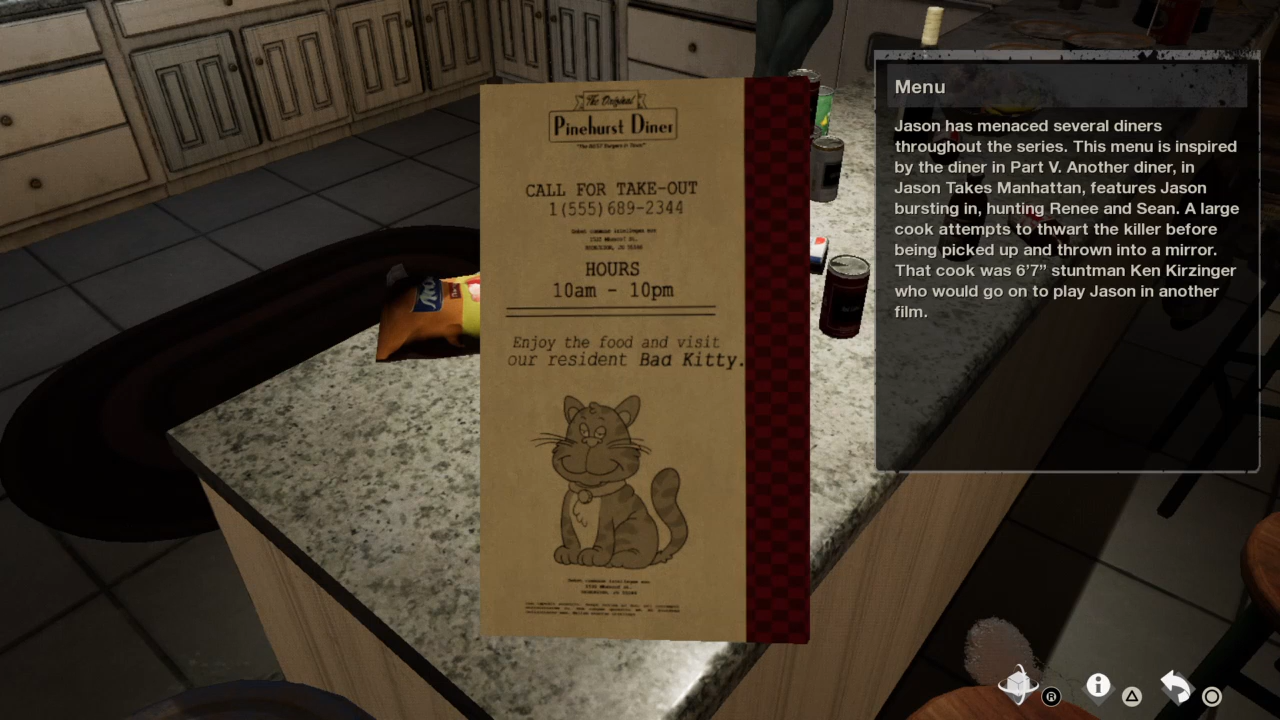 The Original
Pinehurst Diner
CALL FOR TAKE-OUT
1(555)689-2344
HOURS
10am - 10pm
Enjoy the food and visit
our resident Bad Kitty.
Menu
Jason has menaced several diners
throughout the series. This menu is inspired
by the diner in Part V. Another diner, in
Jason Takes Manhattan, features Jason
bursting in, hunting Renee and Sean. A large
cook attempts to thwart the killer before
being picked up and thrown into a mirror.
That cook was 6'7” stuntman Ken Kirzinger
who would go on to play Jason in another
film.
R